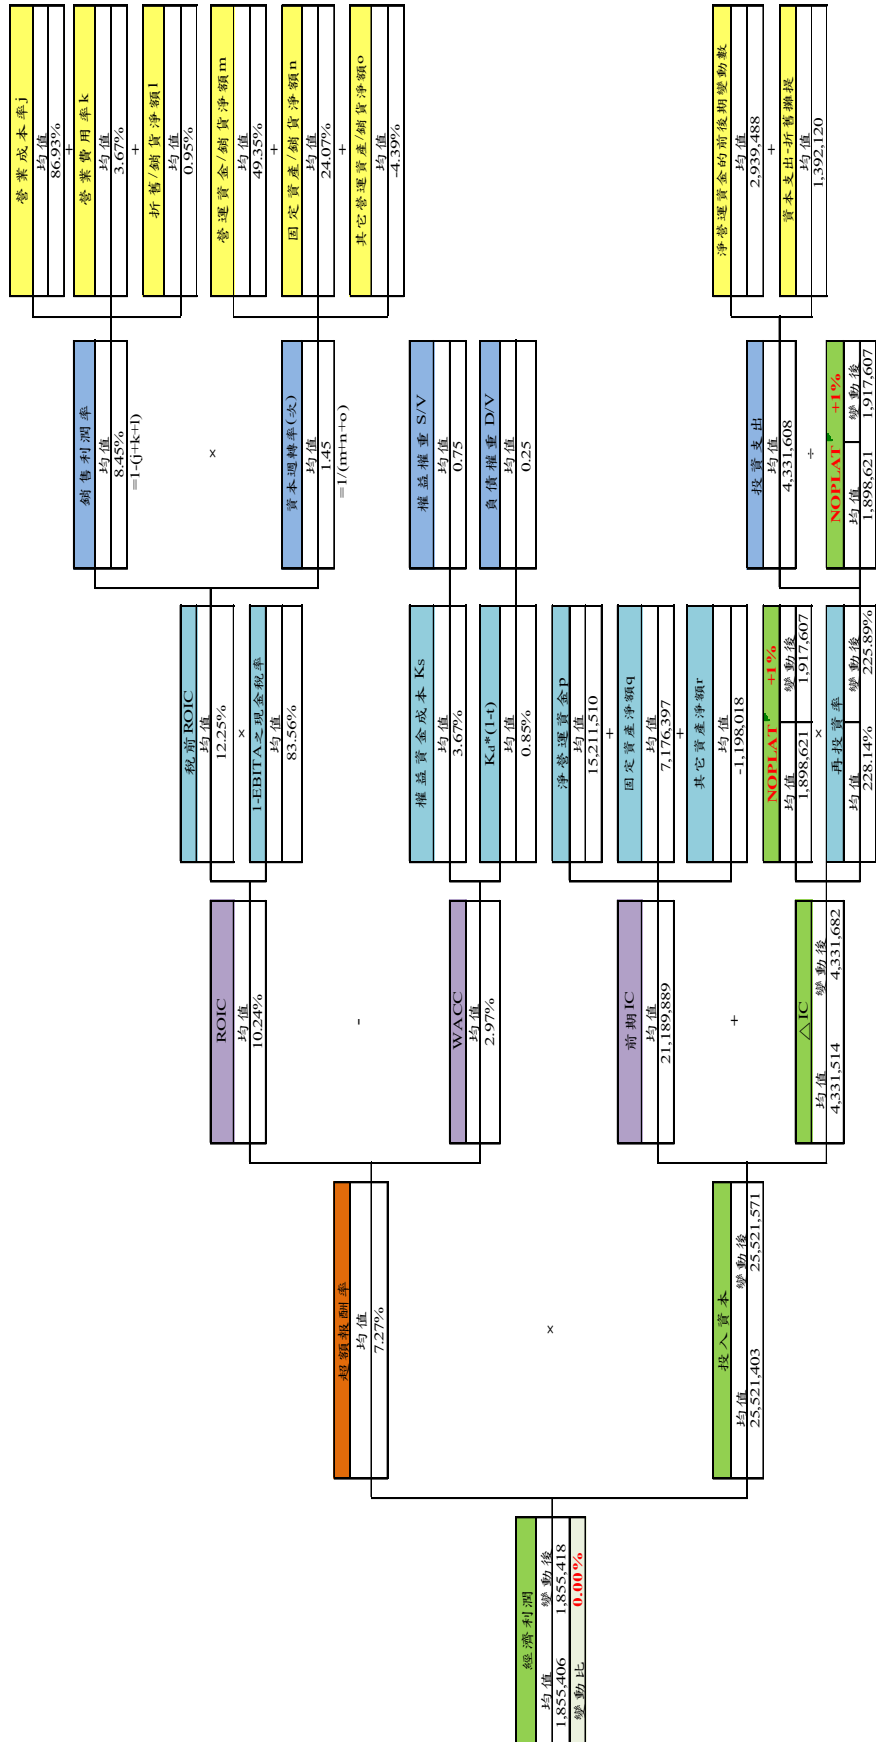 經濟利潤
均值 變動後
1,855,406 1,855,418
變動比 0.00%
超額報酬率
均值
7.27%
×
投入資本
均值 變動後
25,521,403 25,521,571
ROIC
均值
10.24%
-
WACC
均值
2.97%
前期IC
均值
21,189,889
+
△IC
均值 變動後
4,331,514 4,331,682
稅前ROIC
均值
12.25%
×
1-EBITA之現金稅率
83.56%
權益資金成本 Ks
均值
3.67%
Kd*(1-t)
均值
0.85%
淨營運資金p
均值
15,211,510
+
固定資產淨額q
均值
7,176,397
+
其它資產淨額r
均值
-1,198,018
NOPLAT +1%
均值 變動後
1,898,621 1,917,607
×
再投資率
均值 變動後
228.14% 225.89%
銷售利潤率
均值
8.45%
=1-(j+k+l)
×
資本週轉率(次)
均值
1.45
=1/(m+n+o)
權益權重 S/V
均值
0.75
負債權重 D/V
均值
0.25
投資支出
均值
4,331,608
÷
NOPLAT +1%
均值 變動後
1,898,621 1,917,607
營業成本率j
均值
86.93%
+
營業費用率k
均值
3.67%
+
折舊/銷貨淨額l
均值
0.95%
營運資金/銷貨淨額m
均值
49.35%
+
固定資產/銷貨淨額n
均值
24.07%
+
其它營運資產/銷貨淨額o
均值
-4.39%
淨營運資金的前後期變動數
均值
2,939,488
+
資本支出-折舊攤提
均值
1,392,120